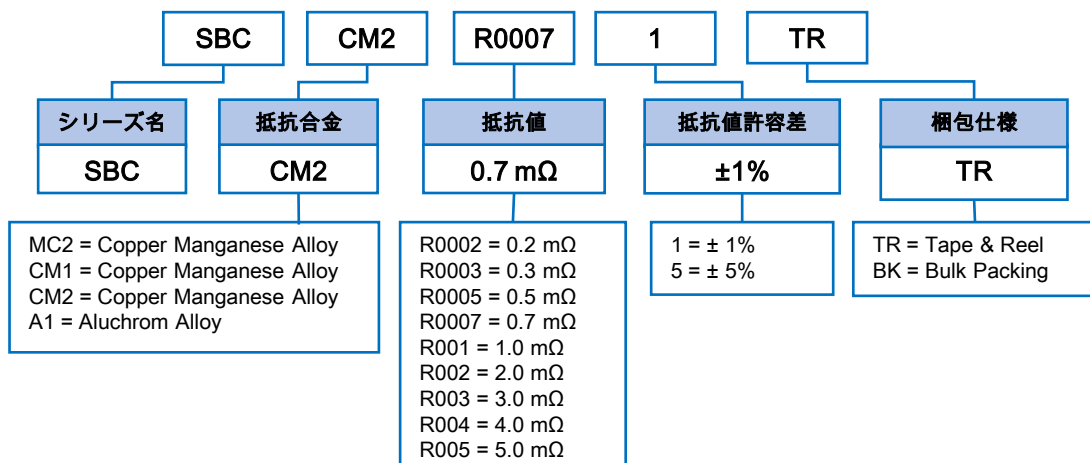 SBC CM2 R0007 1 TR
シリーズ名 抵抗合金 抵抗値 抵抗値許容差 梱包仕様
SBC CM2 0.7 mΩ ±1% TR
MC2 = Copper Manganese Alloy
CM1 = Copper Manganese Alloy
CM2 = Copper Manganese Alloy
A1 = Aluchrom Alloy
R0002 = 0.2 mΩ
R0003 = 0.3 mΩ
R0005 = 0.5 mΩ
R0007 = 0.7 mΩ
R001 = 1.0 mΩ
R002 = 2.0 mΩ
R003 = 3.0 mΩ
R004 = 4.0 mΩ
R005 = 5.0 mΩ
1 = ± 1%
5 = ± 5%
TR = Tape & Reel
BK = Bulk Packing